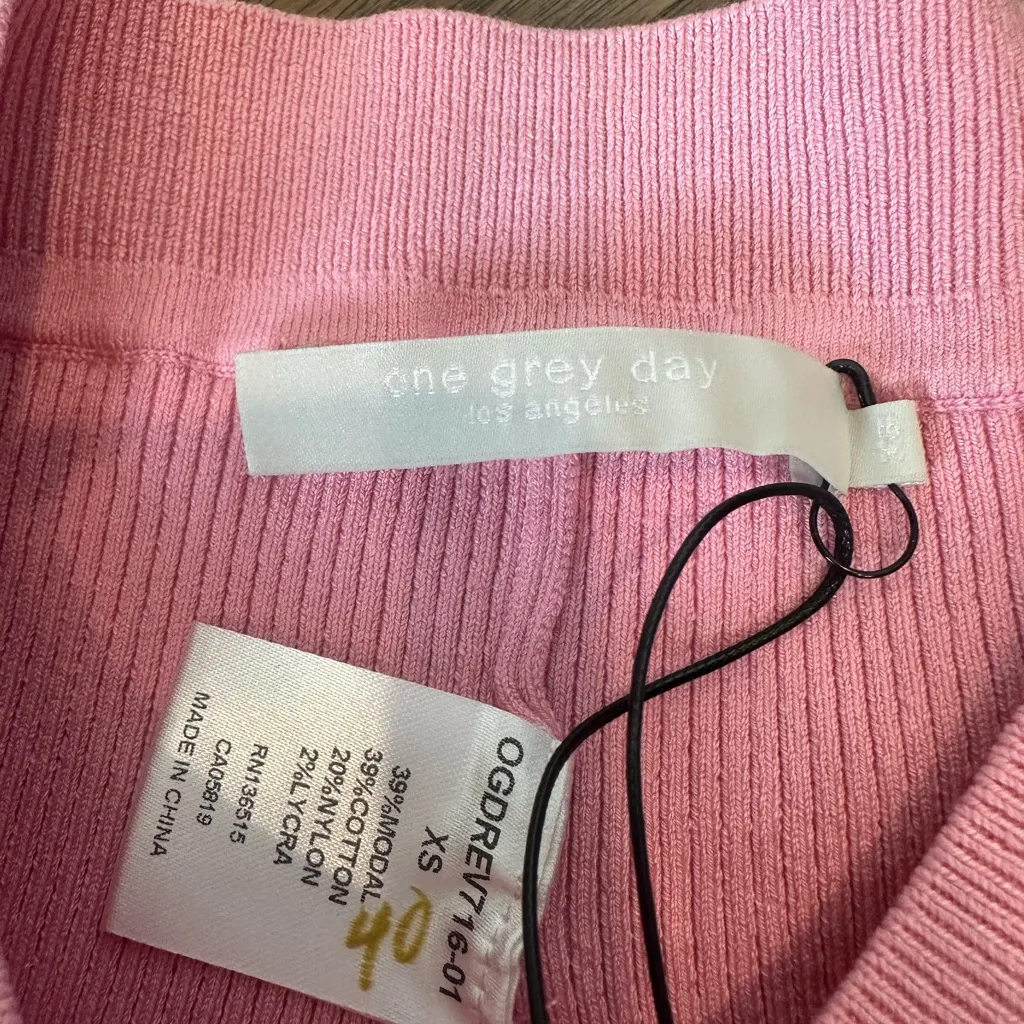 one grey day
los angeles
OGDREV716-01
XS
39%MODAL
39%COTTON
20%NYLON
2%LYCRA
RN136515
CA05819
MADE IN CHINA